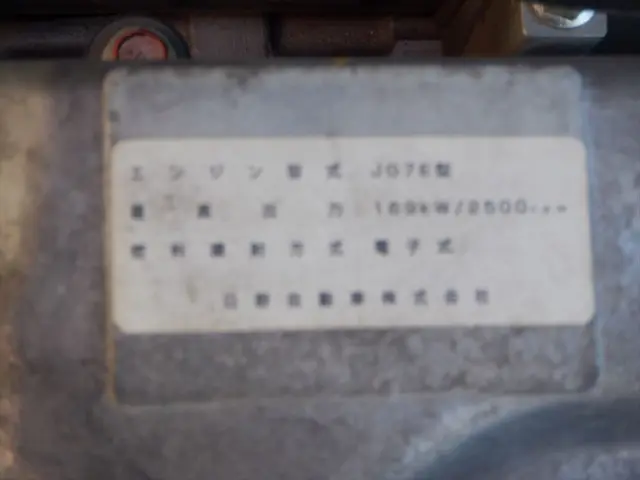 エンジン型式 J07E型
最高出力 169kW/2500rpm
燃料噴射方式 電子式
日野自動車株式会社